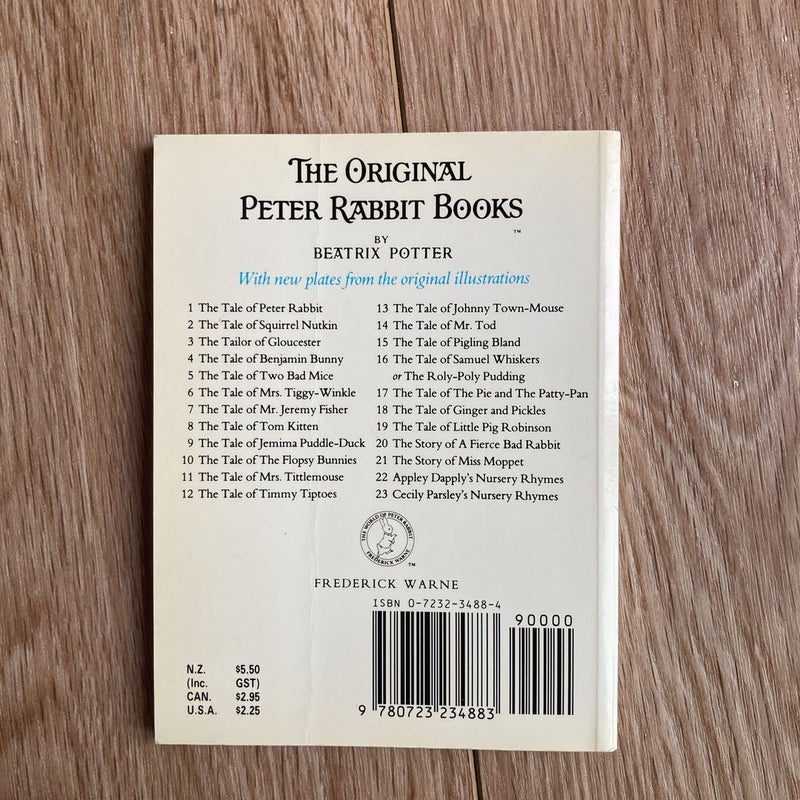 THE ORIGINAL
PETER RABBIT BOOKS
™
BY
BEATRIX POTTER
With new plates from the original illustrations
1 The Tale of Peter Rabbit
2 The Tale of Squirrel Nutkin
3 The Tailor of Gloucester
4 The Tale of Benjamin Bunny
5 The Tale of Two Bad Mice
6 The Tale of Mrs. Tiggy-Winkle
7 The Tale of Mr. Jeremy Fisher
8 The Tale of Tom Kitten
9 The Tale of Jemima Puddle-Duck
10 The Tale of The Flopsy Bunnies
11 The Tale of Mrs. Tittlemouse
12 The Tale of Timmy Tiptoes
13 The Tale of Johnny Town-Mouse
14 The Tale of Mr. Tod
15 The Tale of Pigling Bland
16 The Tale of Samuel Whiskers
or The Roly-Poly Pudding
17 The Tale of The Pie and The Patty-Pan
18 The Tale of Ginger and Pickles
19 The Tale of Little Pig Robinson
20 The Story of A Fierce Bad Rabbit
21 The Story of Miss Moppet
22 Appley Dapply's Nursery Rhymes
23 Cecily Parsley's Nursery Rhymes
THE WORLD OF PETER RABBIT
FREDERICK WARNE
™
FREDERICK WARNE
ISBN 0-7232-3488-4
90000
9 780723 234883
N.Z. $5.50
(Inc. GST)
CAN. $2.95
U.S.A. $2.25